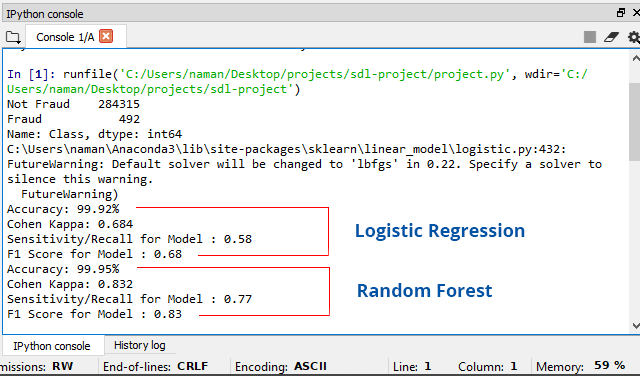 IPython console
Console 1/A
In [1]: runfile('C:/Users/naman/Desktop/projects/sdl-project/project.py', wdir='C:/
Users/naman/Desktop/projects/sdl-project')
Not Fraud    284315
Fraud           492
Name: Class, dtype: int64
C:\Users\naman\Anaconda3\lib\site-packages\sklearn\linear_model\logistic.py:432:
FutureWarning: Default solver will be changed to 'lbfgs' in 0.22. Specify a solver to
silence this warning.
  FutureWarning)
Accuracy: 99.92%
Cohen Kappa: 0.684
Sensitivity/Recall for Model : 0.58
F1 Score for Model : 0.68
Logistic Regression
Accuracy: 99.95%
Cohen Kappa: 0.832
Sensitivity/Recall for Model : 0.77
F1 Score for Model : 0.83
Random Forest
IPython console History log
missions: RW End-of-lines: CRLF Encoding: ASCII Line: 1 Column: 1 Memory: 59 %